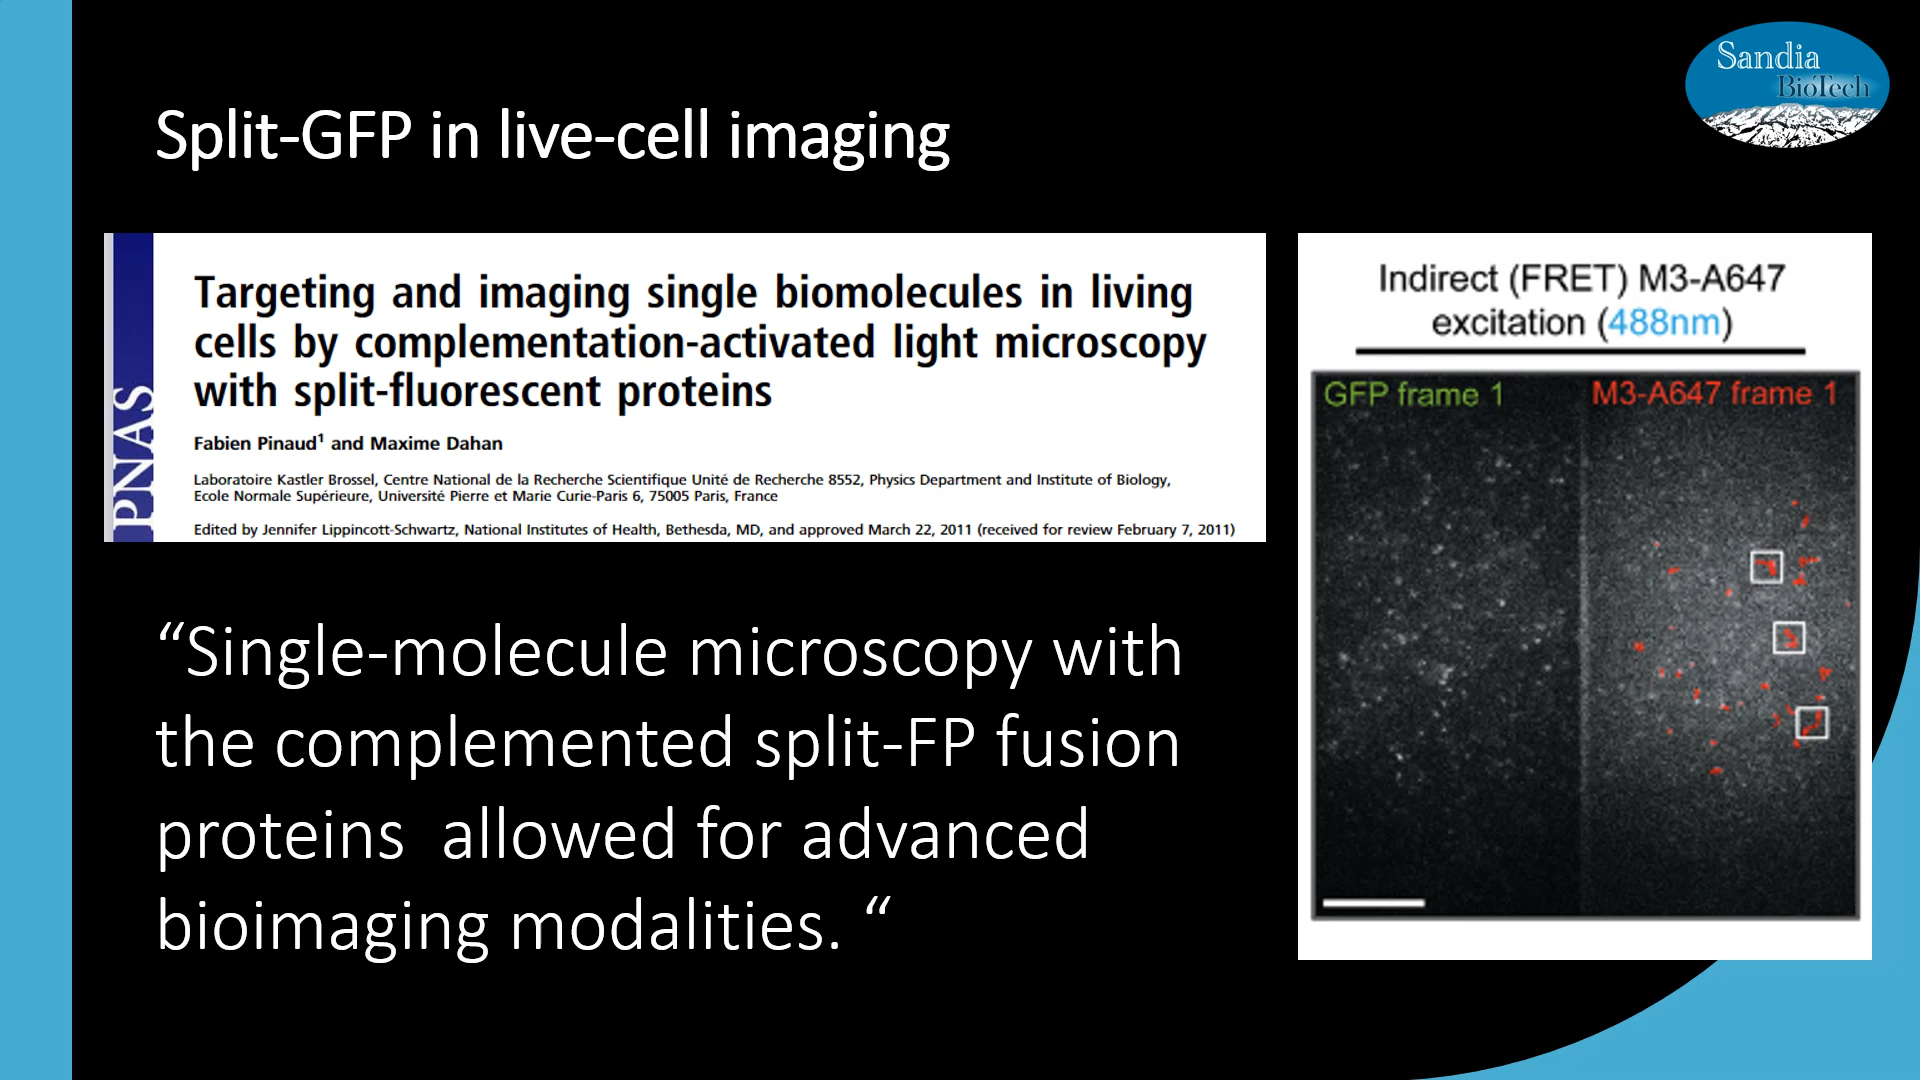 Sandia
BioTech
Split-GFP in live-cell imaging
PNAS
Targeting and imaging single biomolecules in living
cells by complementation-activated light microscopy
with split-fluorescent proteins
Fabien Pinaud¹ and Maxime Dahan
Laboratoire Kastler Brossel, Centre National de la Recherche Scientifique Unité de Recherche 8552, Physics Department and Institute of Biology,
Ecole Normale Supérieure, Université Pierre et Marie Curie-Paris 6, 75005 Paris, France
Edited by Jennifer Lippincott-Schwartz, National Institutes of Health, Bethesda, MD, and approved March 22, 2011 (received for review February 7, 2011)
“Single-molecule microscopy with
the complemented split-FP fusion
proteins  allowed for advanced
bioimaging modalities. “
Indirect (FRET) M3-A647
excitation (488nm)
GFP frame 1
M3-A647 frame 1